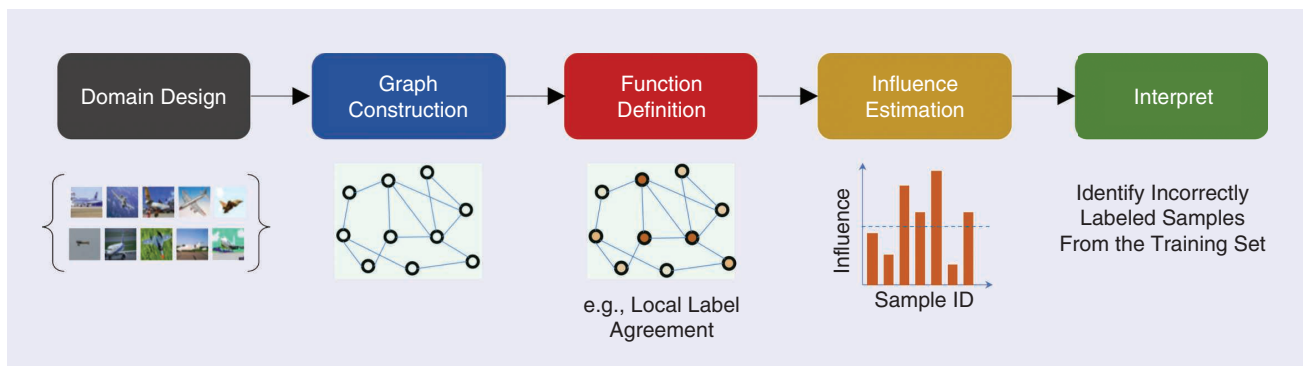 Domain Design
Graph
Construction
Function
Definition
Influence
Estimation
Interpret
e.g., Local Label
Agreement
Influence
Sample ID
Identify Incorrectly
Labeled Samples
From the Training Set